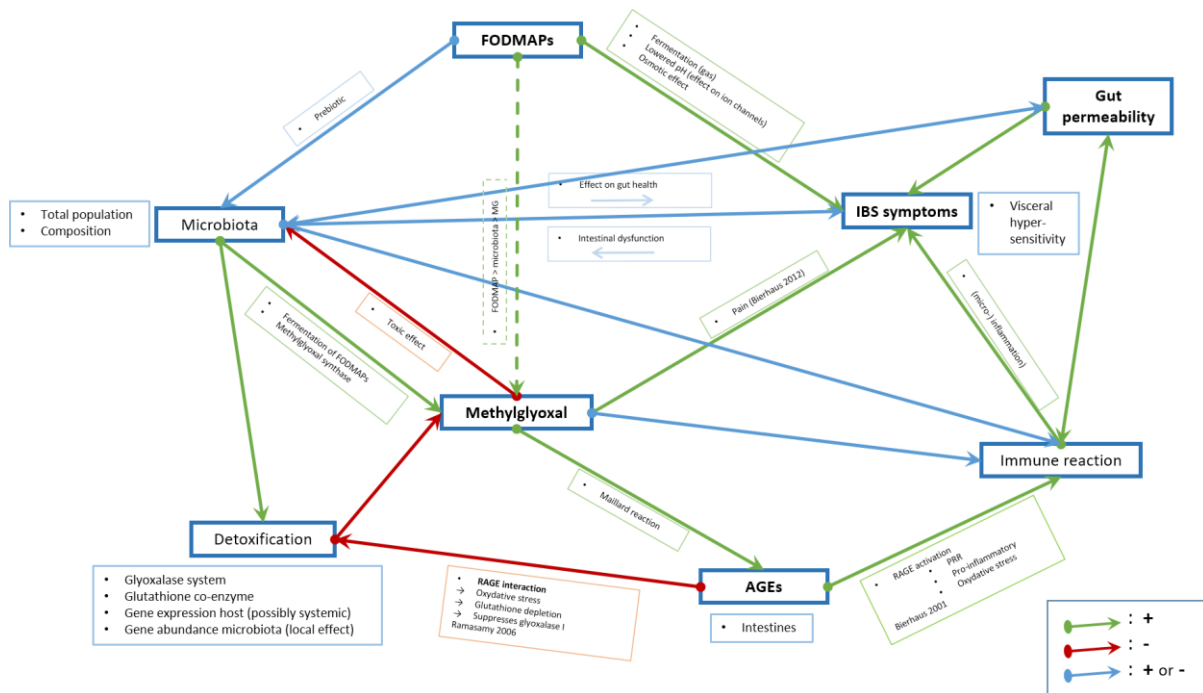 FODMAPs
• Fermentation (gas)
• Lowered pH (effect on ion channels)
• Osmotic effect
Gut
permeability
• Prebiotic
• Total population
• Composition
Microbiota
• Effect on gut health
• Intestinal dysfunction
IBS symptoms
• Visceral
hyper-
sensitivity
• FODMAP > microbiota > MG
• Pain (Bierhaus 2012)
• (micro-) inflammation)
• Fermentation of FODMAPs
• Methylglyoxal synthase
• Toxic effect
Methylglyoxal
Immune reaction
• Maillard reaction
Detoxification
• Glyoxalase system
• Glutathione co-enzyme
• Gene expression host (possibly systemic)
• Gene abundance microbiota (local effect)
• RAGE interaction
→ Oxydative stress
→ Glutathione depletion
→ Suppresses glyoxalase I
Ramasamy 2006
AGEs
• Intestines
• RAGE activation
• PRR
• Pro-inflammatory
• Oxydative stress
Bierhaus 2001
: +
: -
: + or -